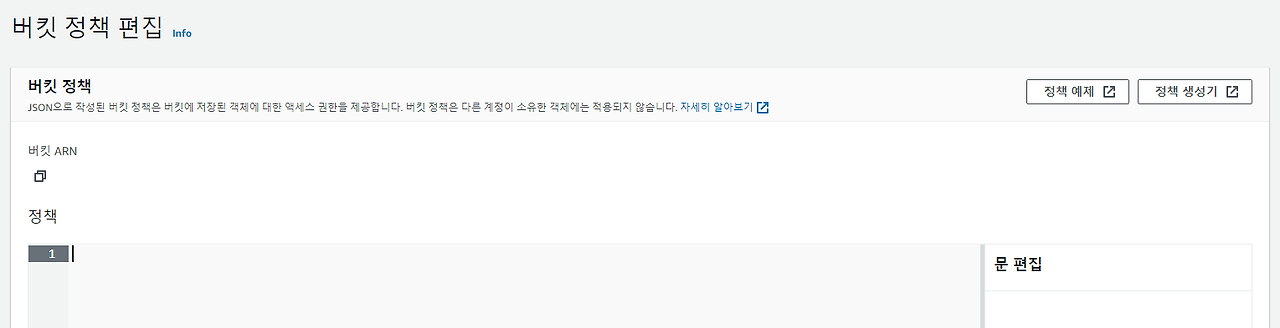 버킷 정책 편집 Info
버킷 정책
JSON으로 작성된 버킷 정책은 버킷에 저장된 객체에 대한 액세스 권한을 제공합니다. 버킷 정책은 다른 계정이 소유한 객체에는 적용되지 않습니다. 자세히 알아보기
정책 예제
정책 생성기
버킷 ARN
정책
1
문 편집